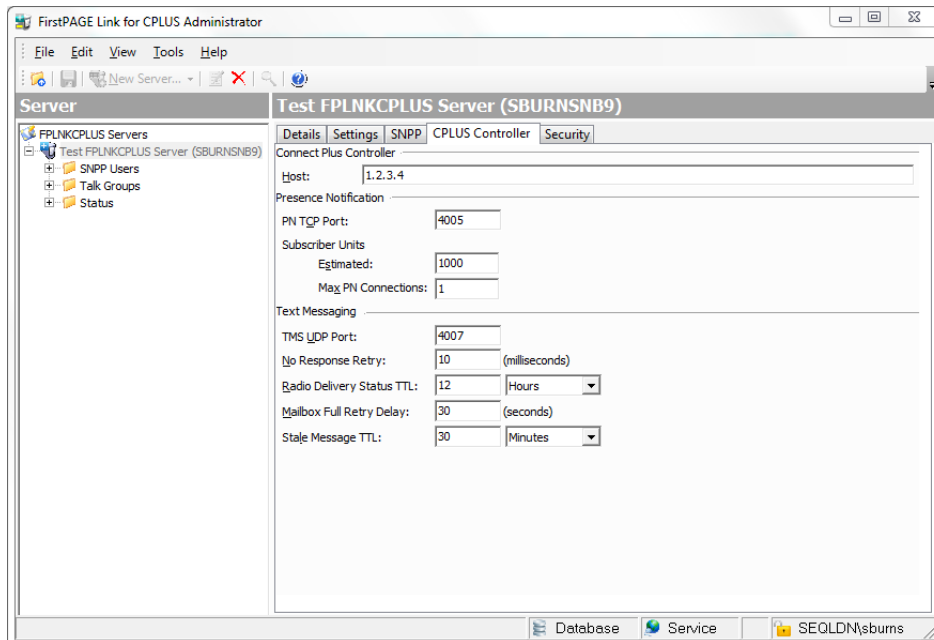 FirstPAGE Link for CPLUS Administrator
File Edit View Tools Help
New Server...
Server
Test FPLNKCPLUS Server (SBURNSNB9)
FPLNKCPLUS Servers
Test FPLNKCPLUS Server (SBURNSNB9)
SNPP Users
Talk Groups
Status
Details Settings SNPP CPLUS Controller Security
Connect Plus Controller
Host: 1.2.3.4
Presence Notification
PN TCP Port: 4005
Subscriber Units
Estimated: 1000
Max PN Connections: 1
Text Messaging
TMS UDP Port: 4007
No Response Retry: 10 (milliseconds)
Radio Delivery Status TTL: 12 Hours
Mailbox Full Retry Delay: 30 (seconds)
Stale Message TTL: 30 Minutes
Database Service SEQLDN\sburns